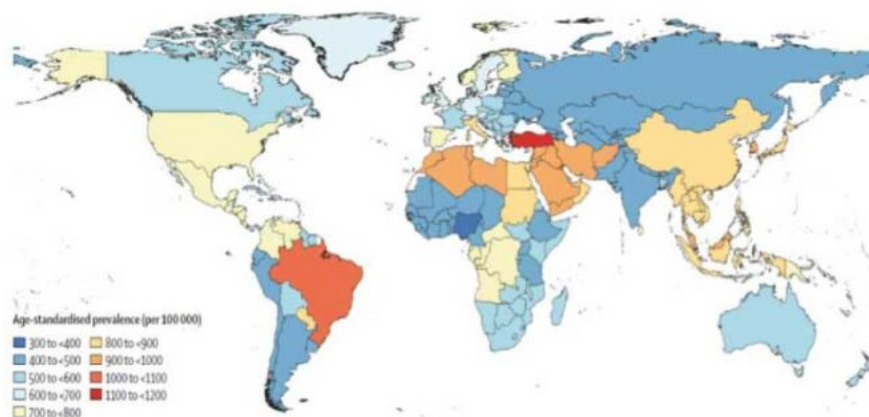 Age-standardised prevalence (per 100 000)
300 to <400
800 to <900
400 to <500
900 to <1000
500 to <600
1000 to <1100
600 to <700
1100 to <1200
700 to <800